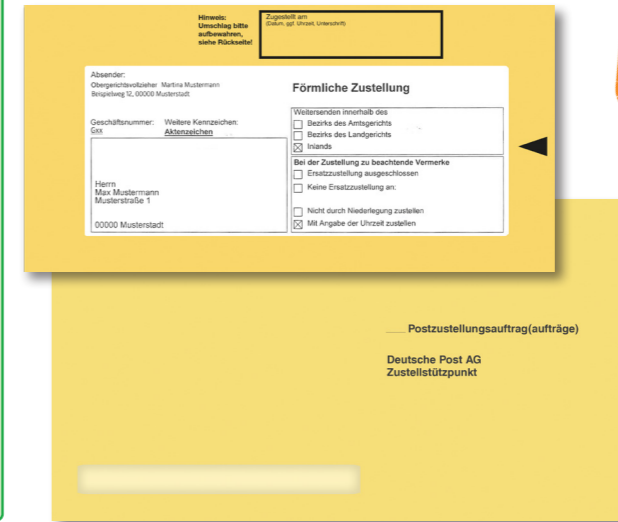 Hinweis:
Umschlag bitte
aufbewahren,
siehe Rückseite!
Zugestellt am
(Datum, ggf. Uhrzeit, Unterschrift)
Absender:
Obergerichtsvollzieher Martina Mustermann
Beispielweg 12, 00000 Musterstadt
Geschäftsnummer: Weitere Kennzeichen:
Gxx Aktenzeichen
Herrn
Max Mustermann
Musterstraße 1
00000 Musterstadt
Förmliche Zustellung
Weitersenden innerhalb des
Bezirks des Amtsgerichts
Bezirks des Landgerichts
Inlands
Bei der Zustellung zu beachtende Vermerke
Ersatzzustellung ausgeschlossen
Keine Ersatzzustellung an:
Nicht durch Niederlegung zustellen
Mit Angabe der Uhrzeit zustellen
___ Postzustellungsauftrag(aufträge)
Deutsche Post AG
Zustellstützpunkt